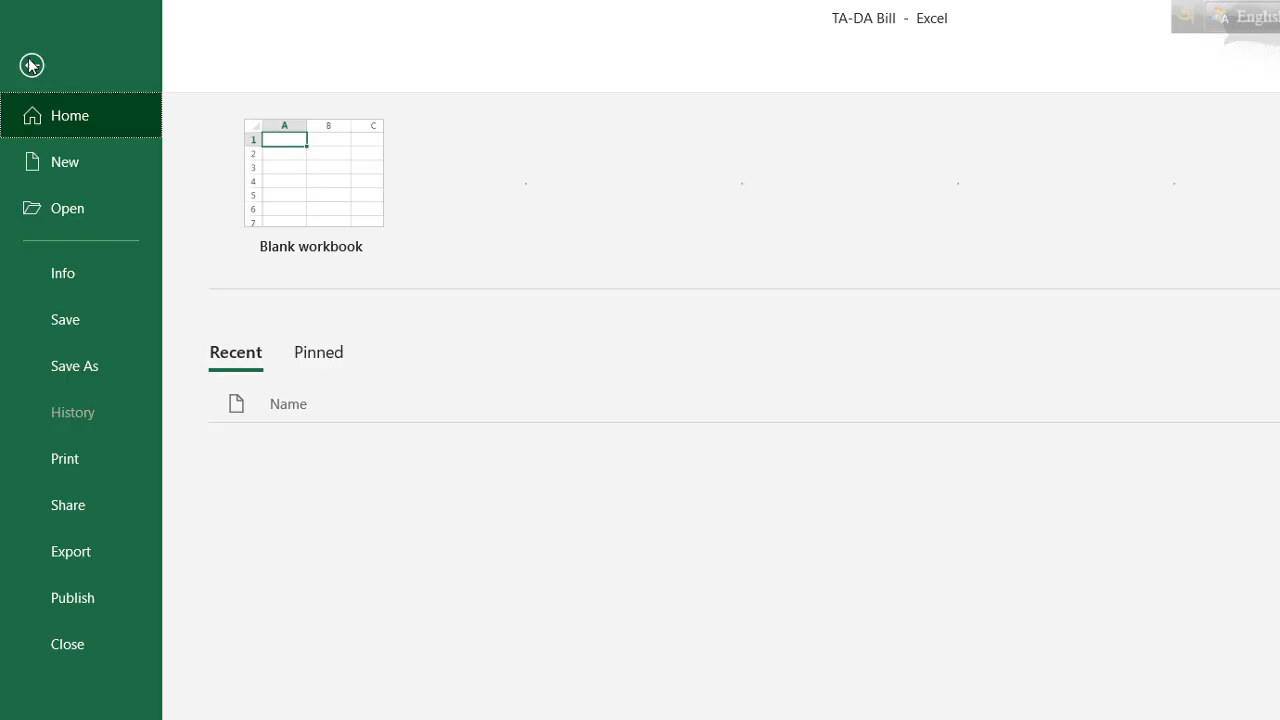 TA-DA Bill - Excel
Home
New
Open
Info
Save
Save As
History
Print
Share
Export
Publish
Close
A B C
1
2
3
4
5
6
7
Blank workbook
Recent Pinned
Name